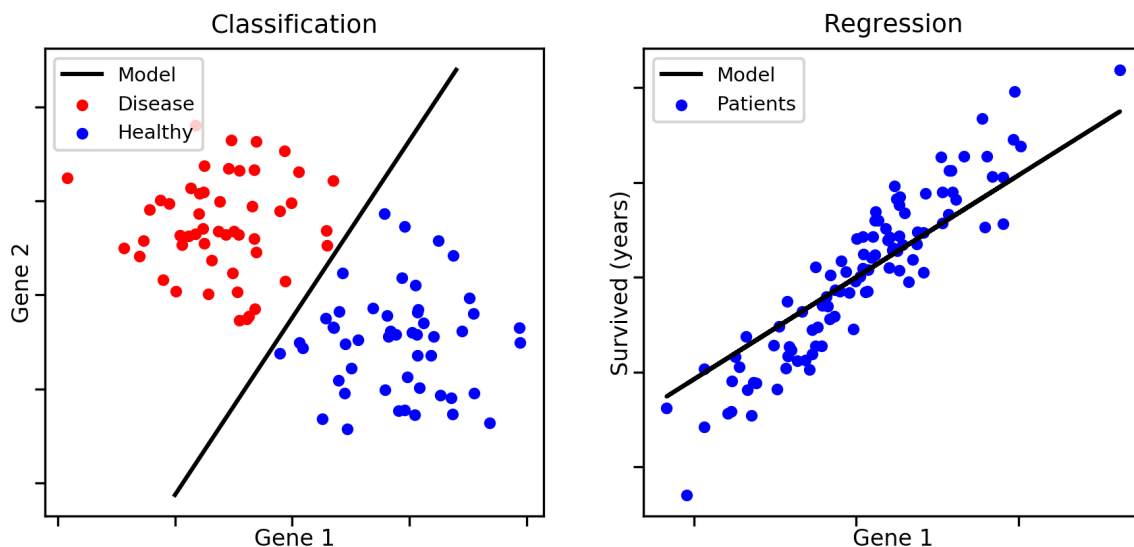 Classification
Model
Disease
Healthy
Gene 2
Gene 1
Regression
Model
Patients
Survived (years)
Gene 1